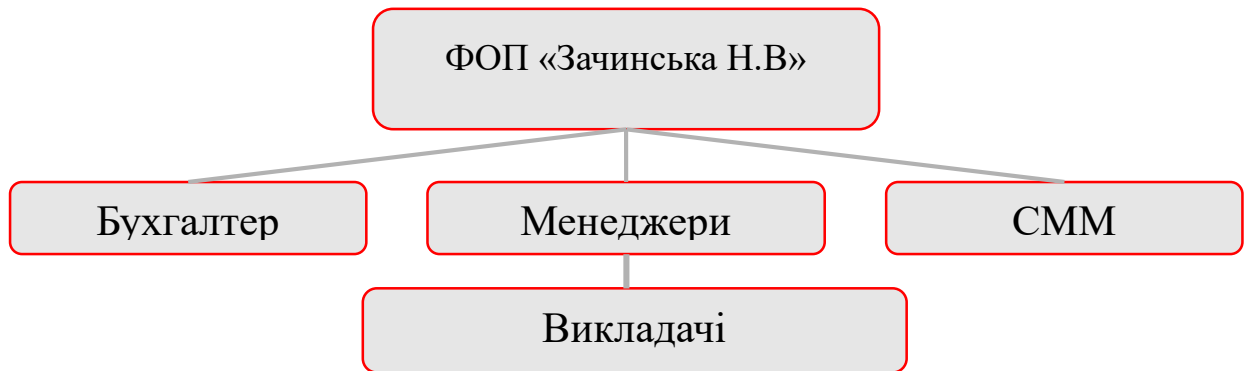 ФОП «Зачинська Н.В»
Бухгалтер
Менеджери
СММ
Викладачі